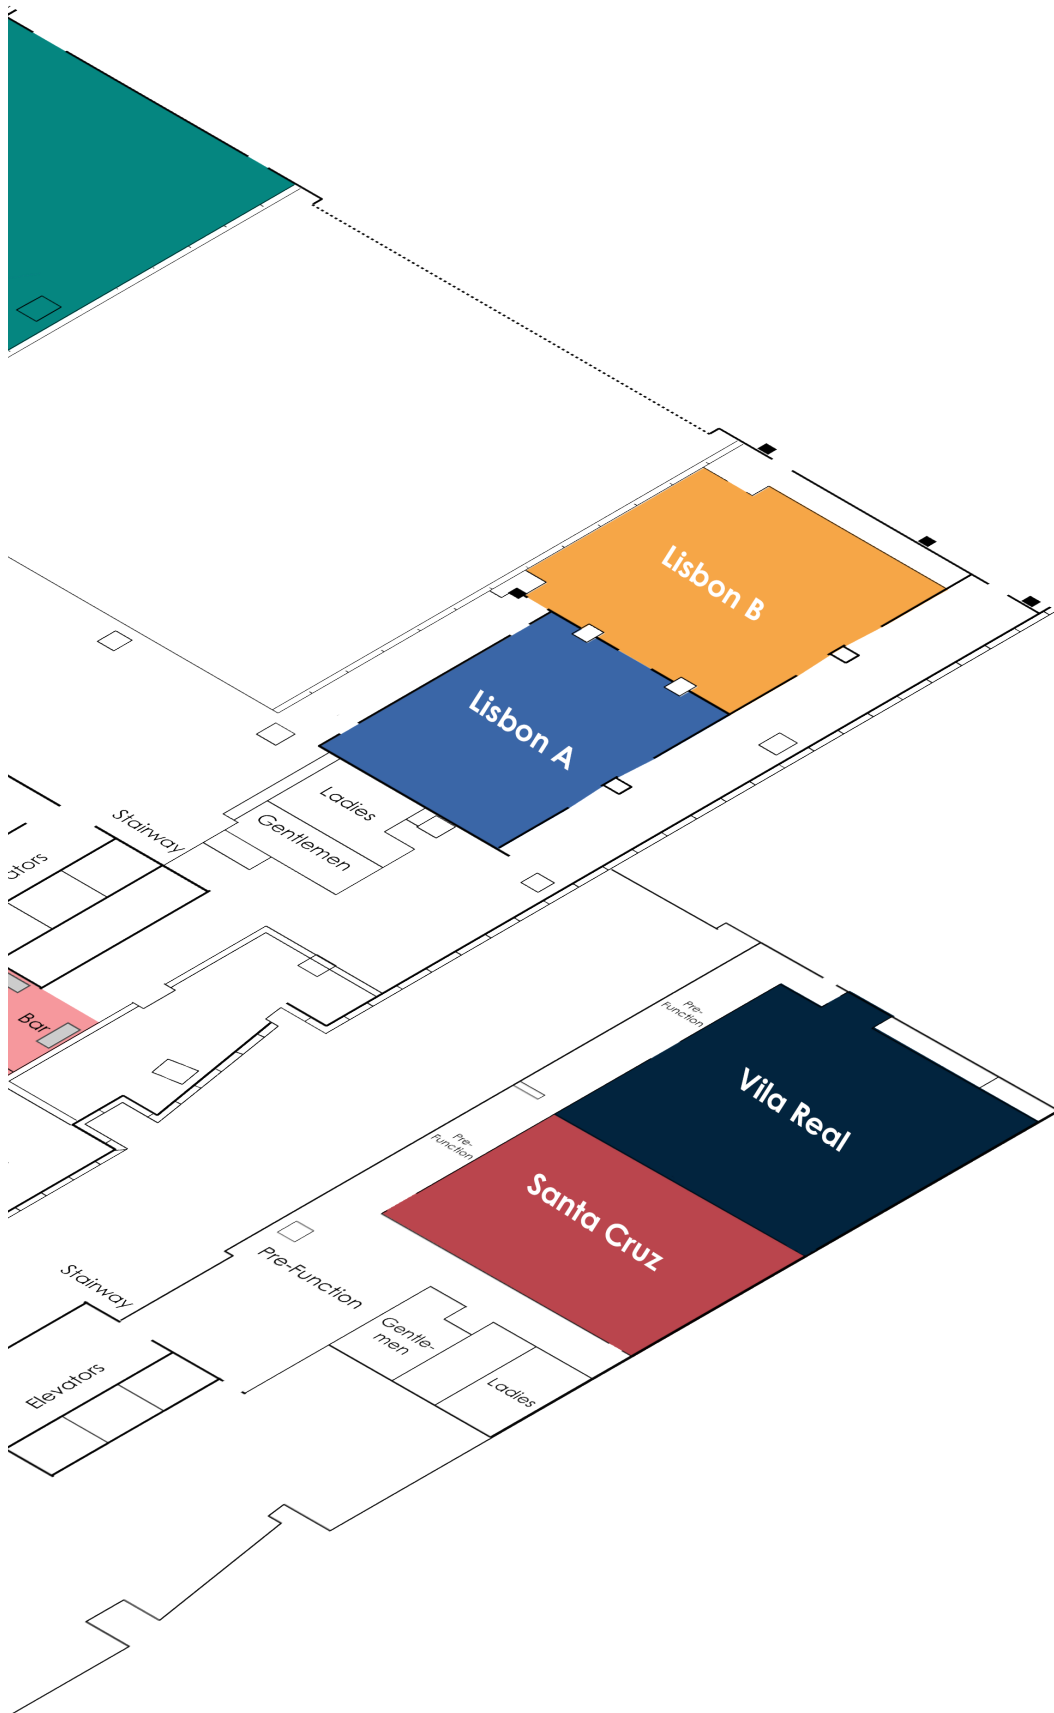 Lisbon B
Lisbon A
Ladies
Gentlemen
Stairway
Bar
Pre-
Function
Vila Real
Pre-
Function
Santa Cruz
Pre-Function
Stairway
Gentle-
men
Elevators
Ladies